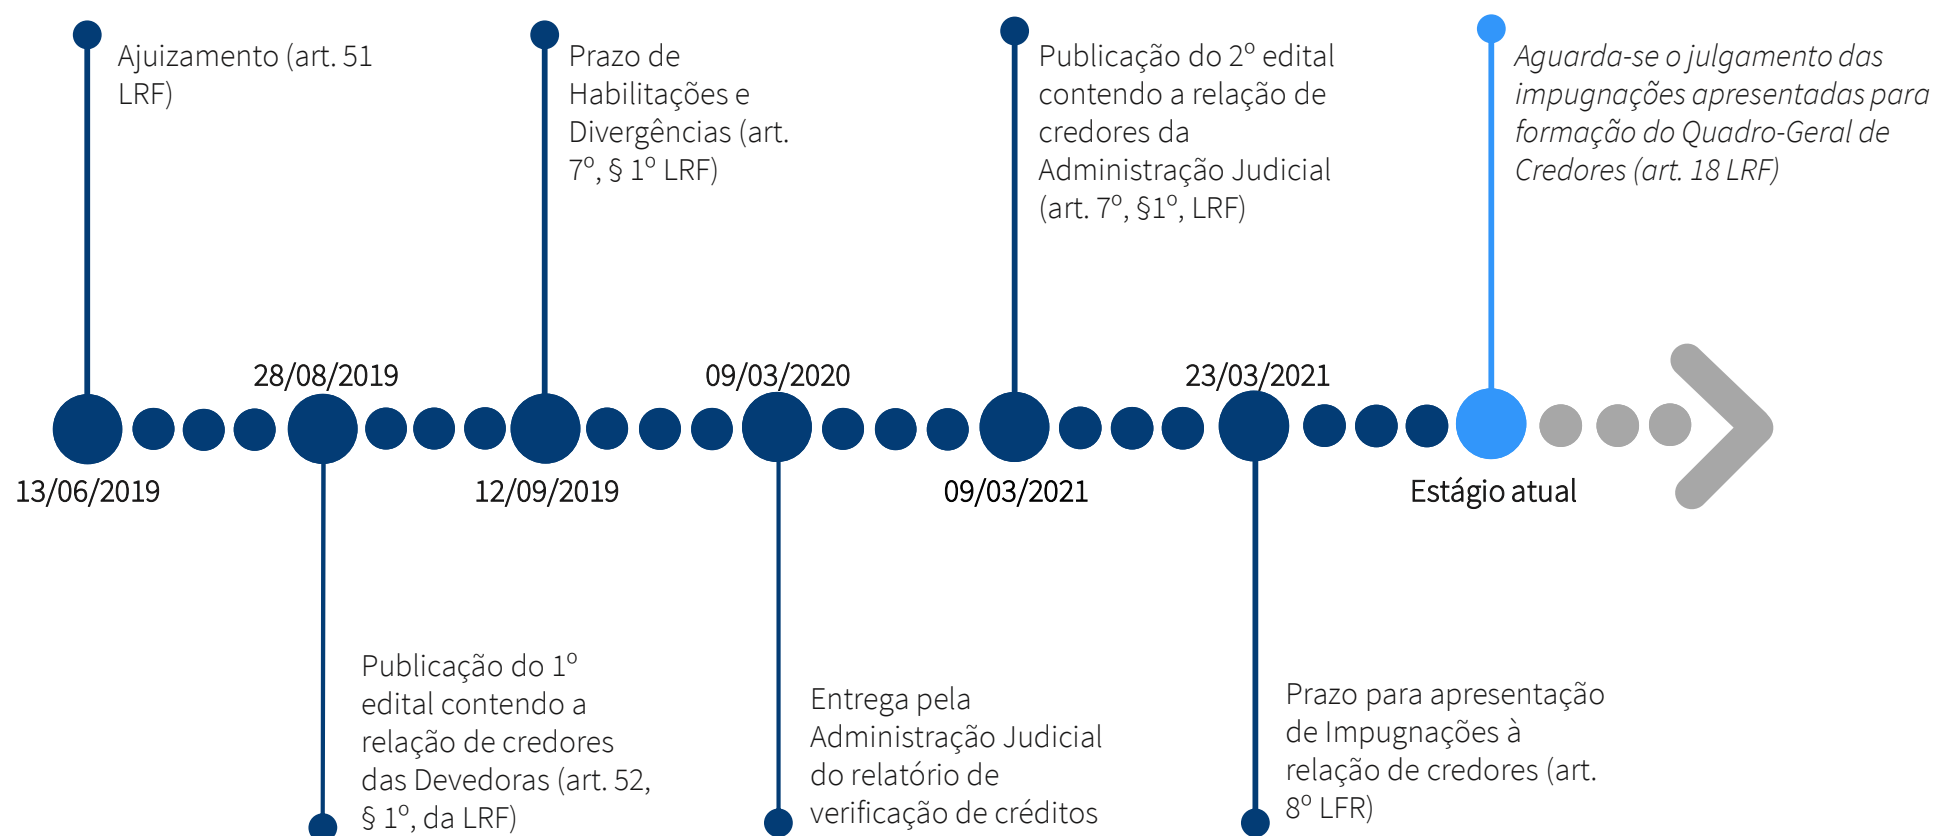 Ajuizamento (art. 51
LRF)
Prazo de
Habilitações e
Divergências (art.
7º, § 1º LRF)
Publicação do 2º edital
contendo a relação de
credores da
Administração Judicial
(art. 7º, §1º, LRF)
Aguarda-se o julgamento das
impugnações apresentadas para
formação do Quadro-Geral de
Credores (art. 18 LRF)
28/08/2019
09/03/2020
23/03/2021
13/06/2019
12/09/2019
09/03/2021
Estágio atual
Publicação do 1º
edital contendo a
relação de credores
das Devedoras (art. 52,
§ 1º, da LRF)
Entrega pela
Administração Judicial
do relatório de
verificação de créditos
Prazo para apresentação
de Impugnações à
relação de credores (art.
8º LFR)